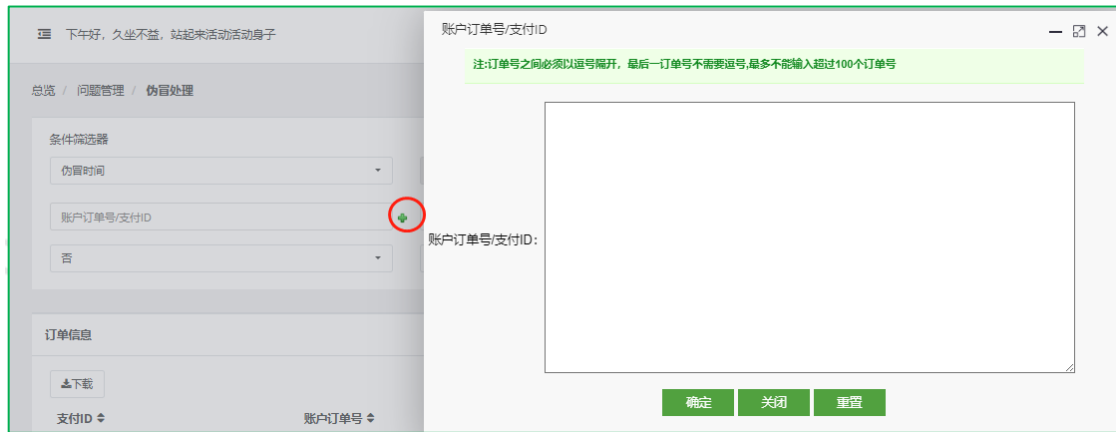 下午好，久坐不益，站起来活动活动身子
总览 / 问题管理 / 伪冒处理
条件筛选器
伪冒时间
账户订单号/支付ID
否
订单信息
下载
支付ID
账户订单号
账户订单号/支付ID
注:订单号之间必须以逗号隔开，最后一订单号不需要逗号,最多不能输入超过100个订单号
账户订单号/支付ID：
确定 关闭 重置